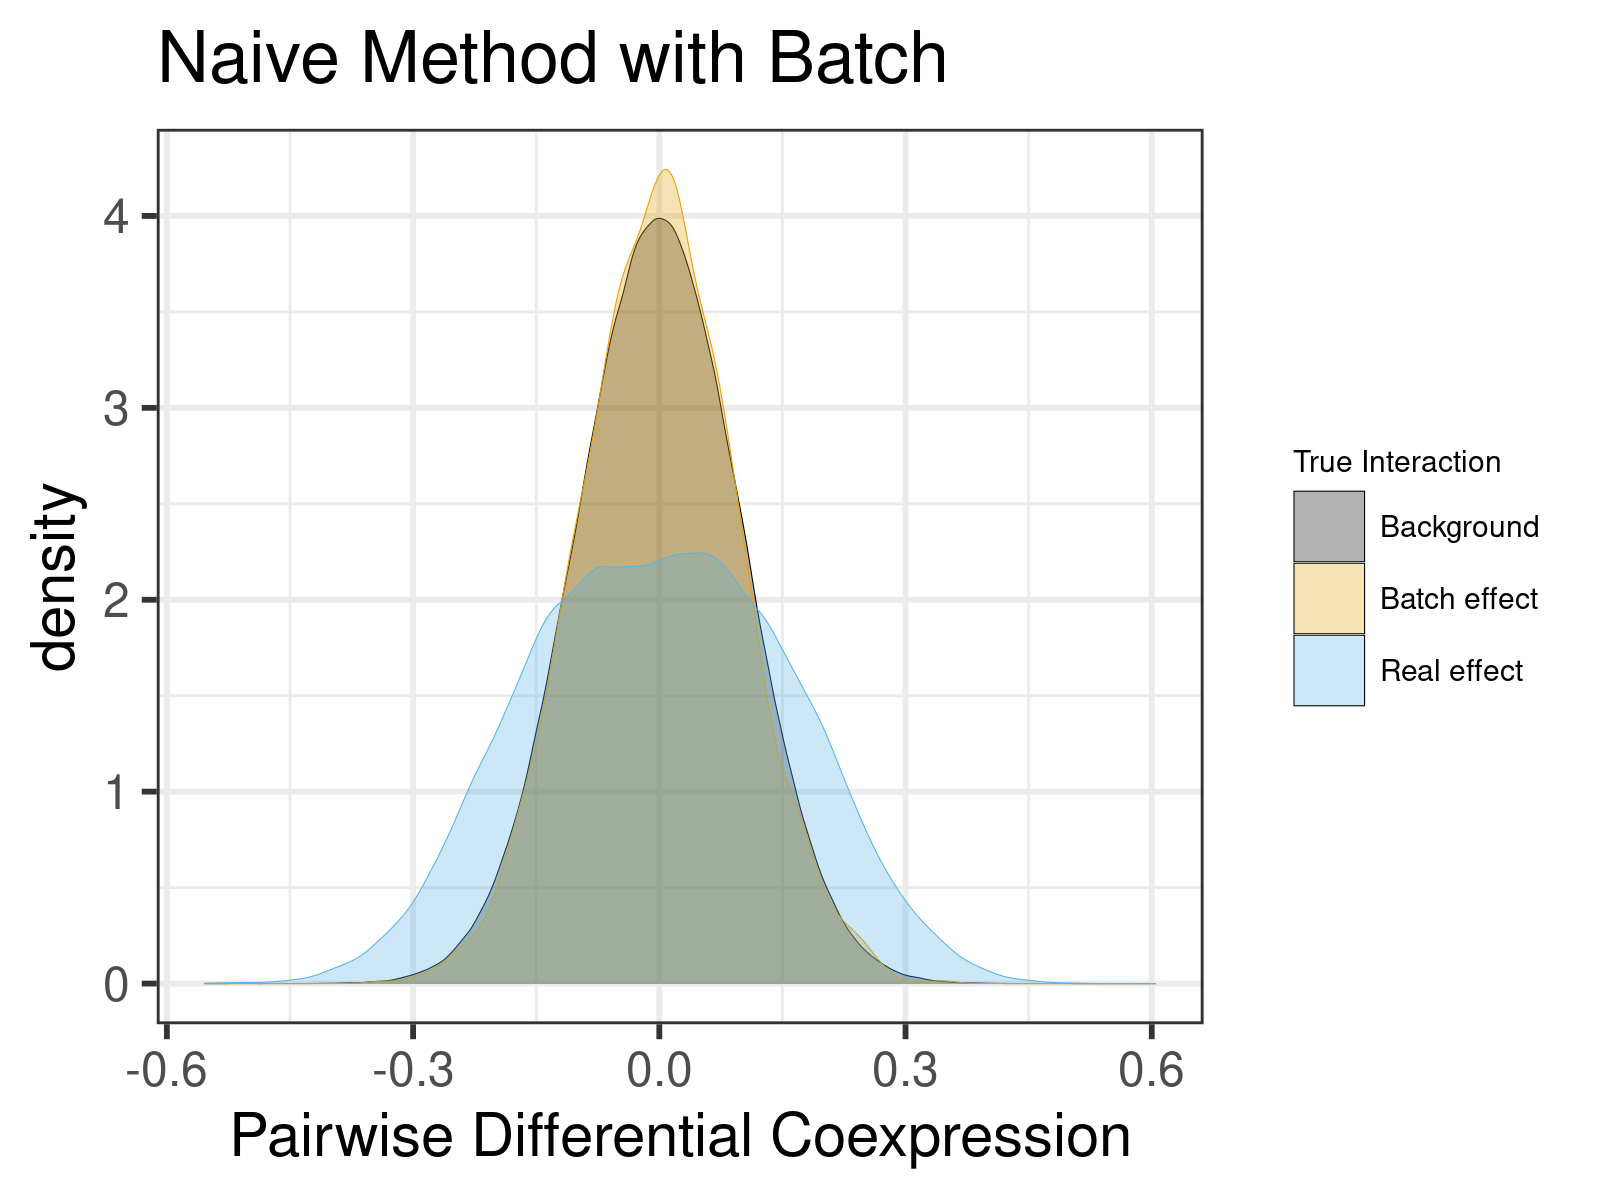 Naive Method with Batch
density
4
3
2
1
0
-0.6
-0.3
0.0
0.3
0.6
Pairwise Differential Coexpression
True Interaction
Background
Batch effect
Real effect